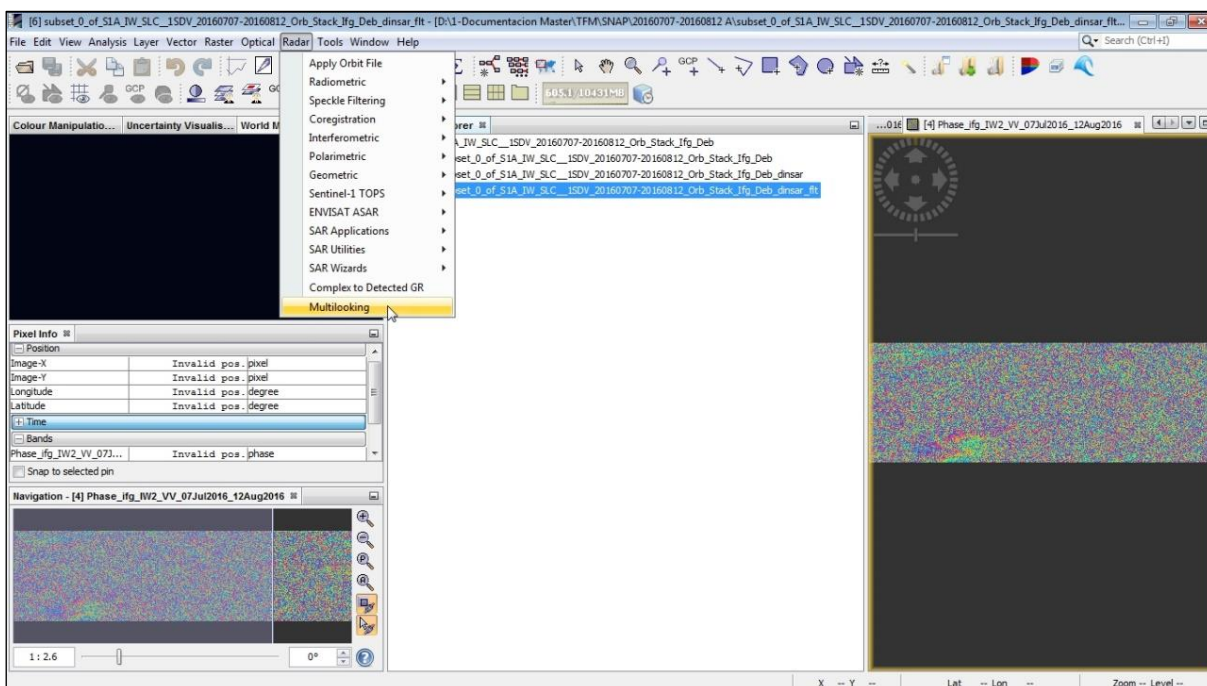 [6] subset_0_of_S1A_IW_SLC__1SDV_20160707-20160812_Orb_Stack_Ifg_Deb_dinsar_flt - [D:\1-Documentacion Master\TFM\SNAP\20160707-20160812 A\subset_0_of_S1A_IW_SLC__1SDV_20160707-20160812_Orb_Stack_Ifg_Deb_dinsar_flt...
File Edit View Analysis Layer Vector Raster Optical Radar Tools Window Help
Search (Ctrl+I)
GCP
GCP
605.1/10431MB
Apply Orbit File
Radiometric
Speckle Filtering
Coregistration
Interferometric
Polarimetric
Geometric
Sentinel-1 TOPS
ENVISAT ASAR
SAR Applications
SAR Utilities
SAR Wizards
Complex to Detected GR
Multilooking
Colour Manipulatio... Uncertainty Visualis... World M
orer
A_IW_SLC__1SDV_20160707-20160812_Orb_Stack_Ifg_Deb
set_0_of_S1A_IW_SLC__1SDV_20160707-20160812_Orb_Stack_Ifg_Deb
set_0_of_S1A_IW_SLC__1SDV_20160707-20160812_Orb_Stack_Ifg_Deb_dinsar
set_0_of_S1A_IW_SLC__1SDV_20160707-20160812_Orb_Stack_Ifg_Deb_dinsar_flt
...016 [4] Phase_ifg_IW2_VV_07Jul2016_12Aug2016
Pixel Info
Position
Image-X Invalid pos. pixel
Image-Y Invalid pos. pixel
Longitude Invalid pos. degree
Latitude Invalid pos. degree
Time
Bands
Phase_ifg_IW2_VV_07J... Invalid pos. phase
Snap to selected pin
Navigation - [4] Phase_ifg_IW2_VV_07Jul2016_12Aug2016
1 : 2.6 0°
X -- Y -- Lat -- Lon -- Zoom -- Level --